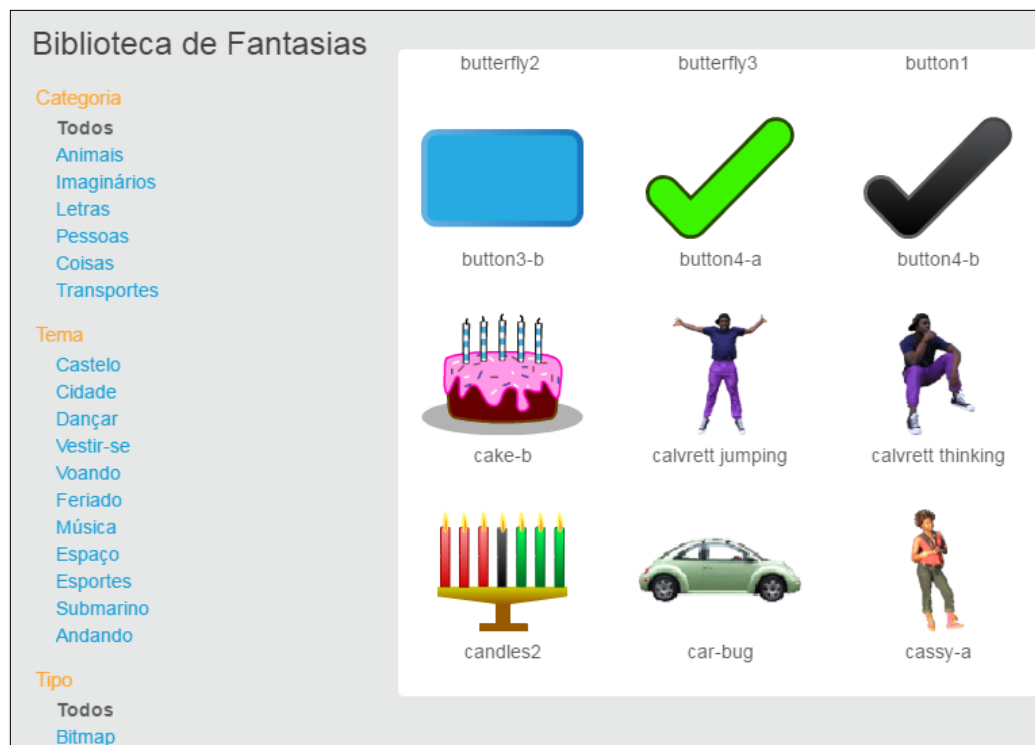 Biblioteca de Fantasias
Categoria
Todos
Animais
Imaginários
Letras
Pessoas
Coisas
Transportes
Tema
Castelo
Cidade
Dançar
Vestir-se
Voando
Feriado
Música
Espaço
Esportes
Submarino
Andando
Tipo
Todos
Bitmap
butterfly2 butterfly3 button1
button3-b button4-a button4-b
cake-b calvrett jumping calvrett thinking
candles2 car-bug cassy-a